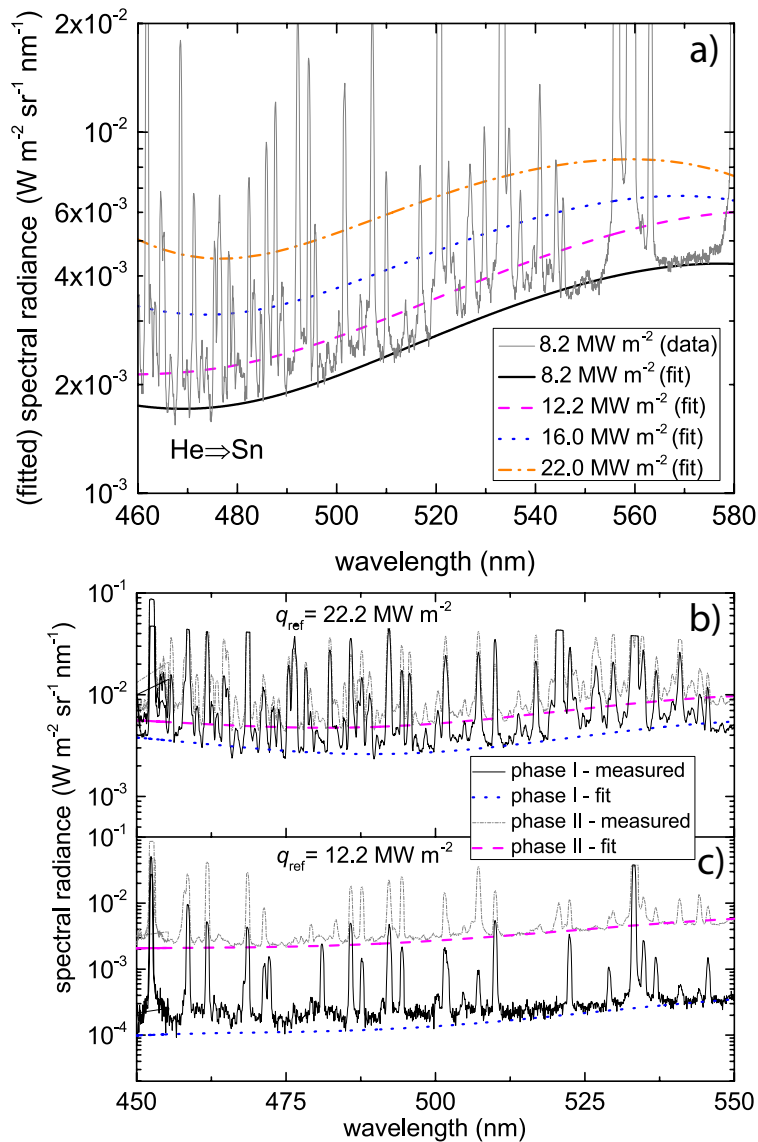 a)
2x10⁻²
10⁻²
6x10⁻³
4x10⁻³
2x10⁻³
10⁻³
(fitted) spectral radiance (W m⁻² sr⁻¹ nm⁻¹)
He⇒Sn
8.2 MW m⁻² (data)
8.2 MW m⁻² (fit)
12.2 MW m⁻² (fit)
16.0 MW m⁻² (fit)
22.0 MW m⁻² (fit)
460 480 500 520 540 560 580
wavelength (nm)
b)
q_ref= 22.2 MW m⁻²
10⁻¹
10⁻²
10⁻³
phase I - measured
phase I - fit
phase II - measured
phase II - fit
spectral radiance (W m⁻² sr⁻¹ nm⁻¹)
c)
q_ref= 12.2 MW m⁻²
10⁻¹
10⁻²
10⁻³
10⁻⁴
450 475 500 525 550
wavelength (nm)